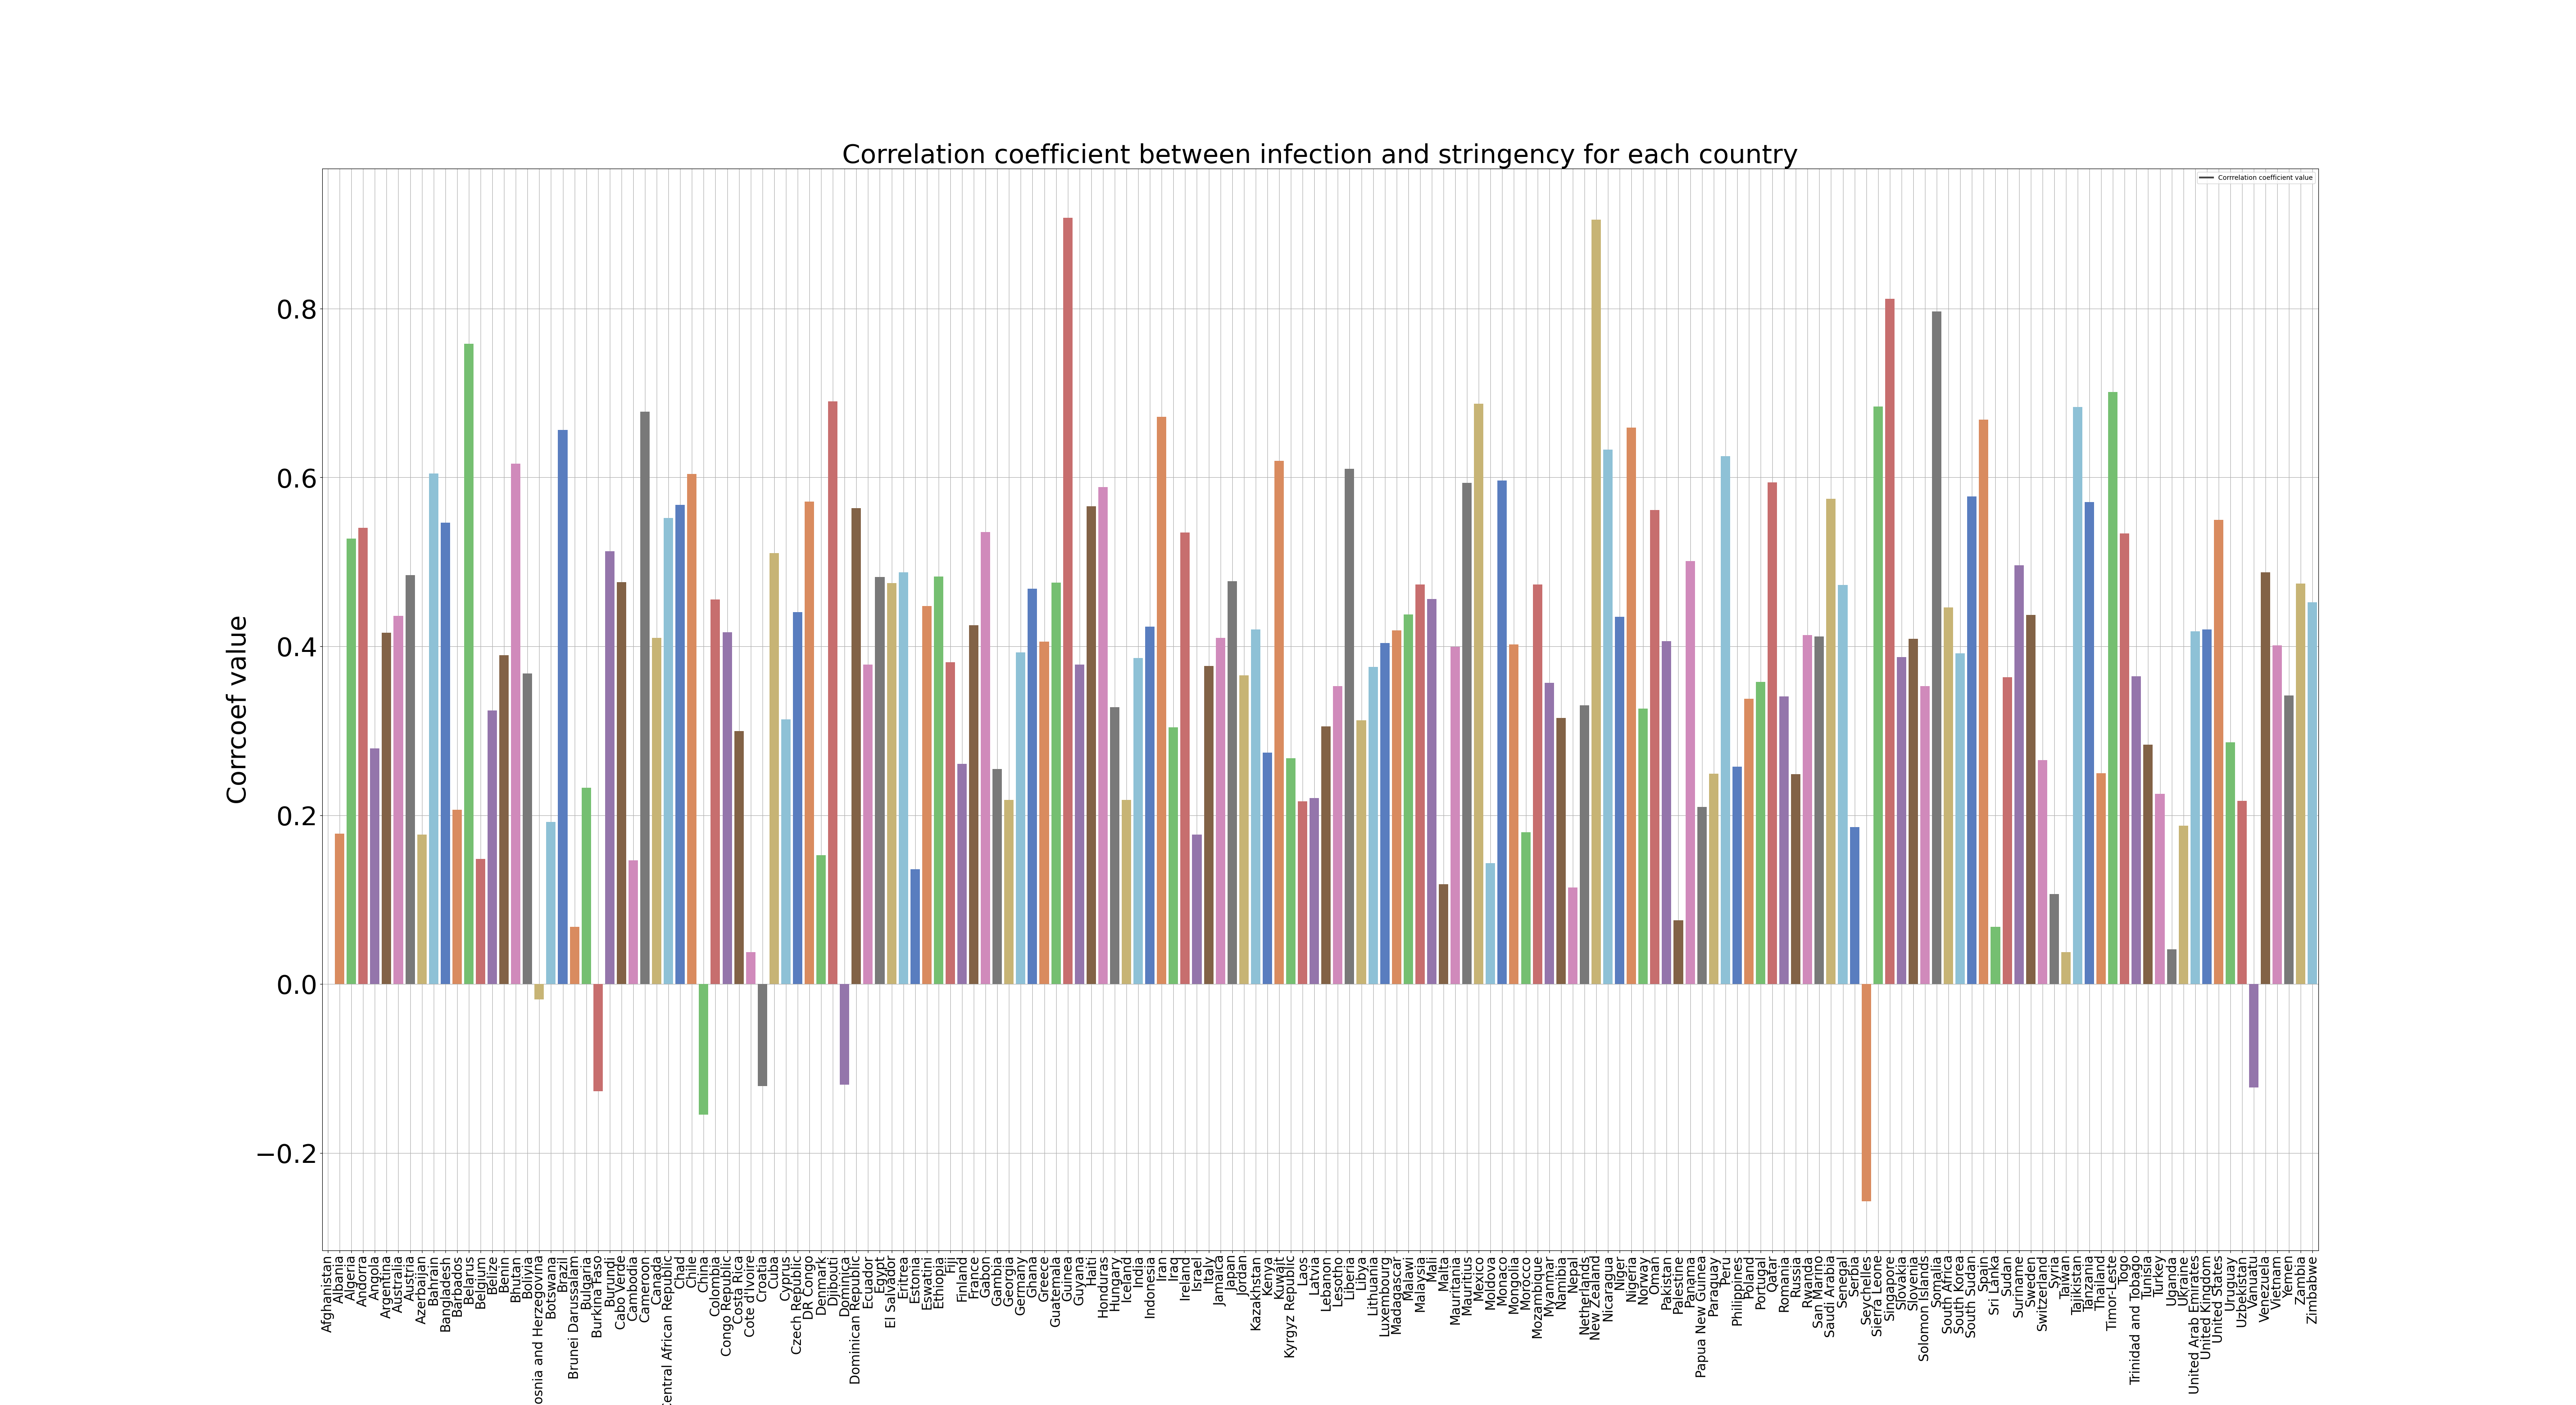 Correlation coefficient between infection and stringency for each country
Corrrelation coefficient value
Corrcoef value
0.8
0.6
0.4
0.2
0.0
−0.2
Afghanistan
Albania
Algeria
Andorra
Angola
Argentina
Australia
Austria
Azerbaijan
Bahrain
Bangladesh
Barbados
Belarus
Belgium
Belize
Benin
Bhutan
Bolivia
osnia and Herzegovina
Botswana
Brazil
Brunei Darussalam
Bulgaria
Burkina Faso
Burundi
Cabo Verde
Cambodia
Cameroon
Canada
entral African Republic
Chad
Chile
China
Colombia
Congo Republic
Costa Rica
Cote d'Ivoire
Croatia
Cuba
Cyprus
Czech Republic
DR Congo
Denmark
Djibouti
Dominica
Dominican Republic
Ecuador
Egypt
El Salvador
Eritrea
Estonia
Eswatini
Ethiopia
Fiji
Finland
France
Gabon
Gambia
Georgia
Germany
Ghana
Greece
Guatemala
Guinea
Guyana
Haiti
Honduras
Hungary
Iceland
India
Indonesia
Iran
Iraq
Ireland
Israel
Italy
Jamaica
Japan
Jordan
Kazakhstan
Kenya
Kuwait
Kyrgyz Republic
Laos
Latvia
Lebanon
Lesotho
Liberia
Libya
Lithuania
Luxembourg
Madagascar
Malawi
Malaysia
Mali
Malta
Mauritania
Mauritius
Mexico
Moldova
Monaco
Mongolia
Morocco
Mozambique
Myanmar
Namibia
Nepal
Netherlands
New Zealand
Nicaragua
Niger
Nigeria
Norway
Oman
Pakistan
Palestine
Panama
Papua New Guinea
Paraguay
Peru
Philippines
Poland
Portugal
Qatar
Romania
Russia
Rwanda
San Marino
Saudi Arabia
Senegal
Serbia
Seychelles
Sierra Leone
Singapore
Slovakia
Slovenia
Solomon Islands
Somalia
South Africa
South Korea
South Sudan
Spain
Sri Lanka
Sudan
Suriname
Sweden
Switzerland
Syria
Taiwan
Tajikistan
Tanzania
Thailand
Timor-Leste
Togo
Trinidad and Tobago
Tunisia
Turkey
Uganda
Ukraine
United Arab Emirates
United Kingdom
United States
Uruguay
Uzbekistan
Vanuatu
Venezuela
Vietnam
Yemen
Zambia
Zimbabwe